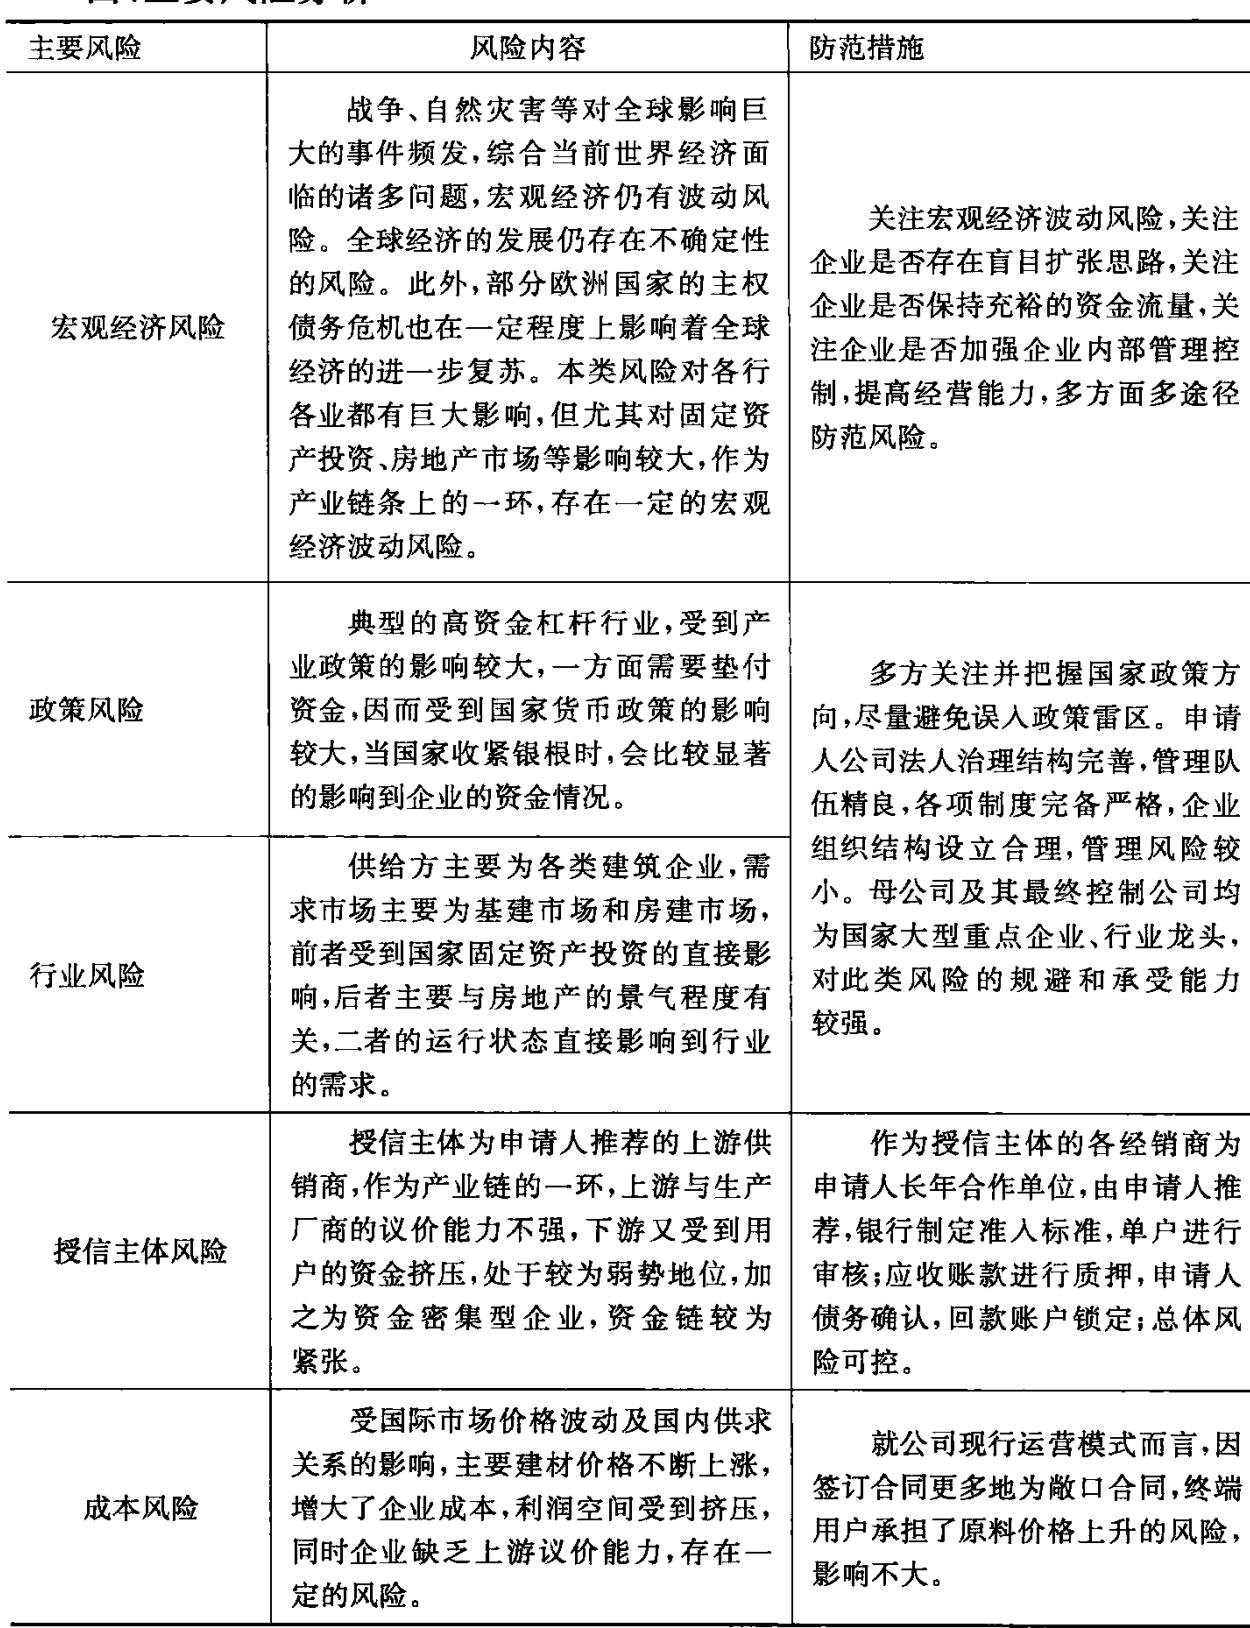 主要风险
风险内容
防范措施
宏观经济风险
战争、自然灾害等对全球影响巨
大的事件频发,综合当前世界经济面
临的诸多问题,宏观经济仍有波动风
险。全球经济的发展仍存在不确定性
的风险。此外,部分欧洲国家的主权
债务危机也在一定程度上影响着全球
经济的进一步复苏。本类风险对各行
各业都有巨大影响,但尤其对固定资
产投资、房地产市场等影响较大,作为
产业链条上的一环,存在一定的宏观
经济波动风险。
关注宏观经济波动风险,关注
企业是否存在盲目扩张思路,关注
企业是否保持充裕的资金流量,关
注企业是否加强企业内部管理控
制,提高经营能力,多方面多途径
防范风险。
政策风险
典型的高资金杠杆行业,受到产
业政策的影响较大,一方面需要垫付
资金,因而受到国家货币政策的影响
较大,当国家收紧银根时,会比较显著
的影响到企业的资金情况。
多方关注并把握国家政策方
向,尽量避免误入政策雷区。申请
人公司法人治理结构完善,管理队
伍精良,各项制度完备严格,企业
组织结构设立合理,管理风险较
小。母公司及其最终控制公司均
为国家大型重点企业、行业龙头,
对此类风险的规避和承受能力
较强。
行业风险
供给方主要为各类建筑企业,需
求市场主要为基建市场和房建市场,
前者受到国家固定资产投资的直接影
响,后者主要与房地产的景气程度有
关,二者的运行状态直接影响到行业
的需求。
授信主体风险
授信主体为申请人推荐的上游供
销商,作为产业链的一环,上游与生产
厂商的议价能力不强,下游又受到用
户的资金挤压,处于较为弱势地位,加
之为资金密集型企业,资金链较为
紧张。
作为授信主体的各经销商为
申请人长年合作单位,由申请人推
荐,银行制定准入标准,单户进行
审核;应收账款进行质押,申请人
债务确认,回款账户锁定;总体风
险可控。
成本风险
受国际市场价格波动及国内供求
关系的影响,主要建材价格不断上涨,
增大了企业成本,利润空间受到挤压,
同时企业缺乏上游议价能力,存在一
定的风险。
就公司现行运营模式而言,因
签订合同更多地为敞口合同,终端
用户承担了原料价格上升的风险,
影响不大。